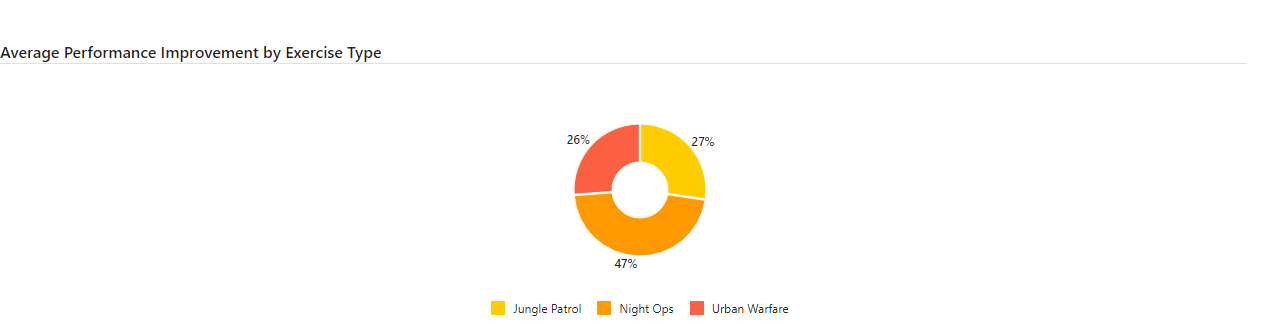 Average Performance Improvement by Exercise Type
26%
27%
47%
Jungle Patrol Night Ops Urban Warfare